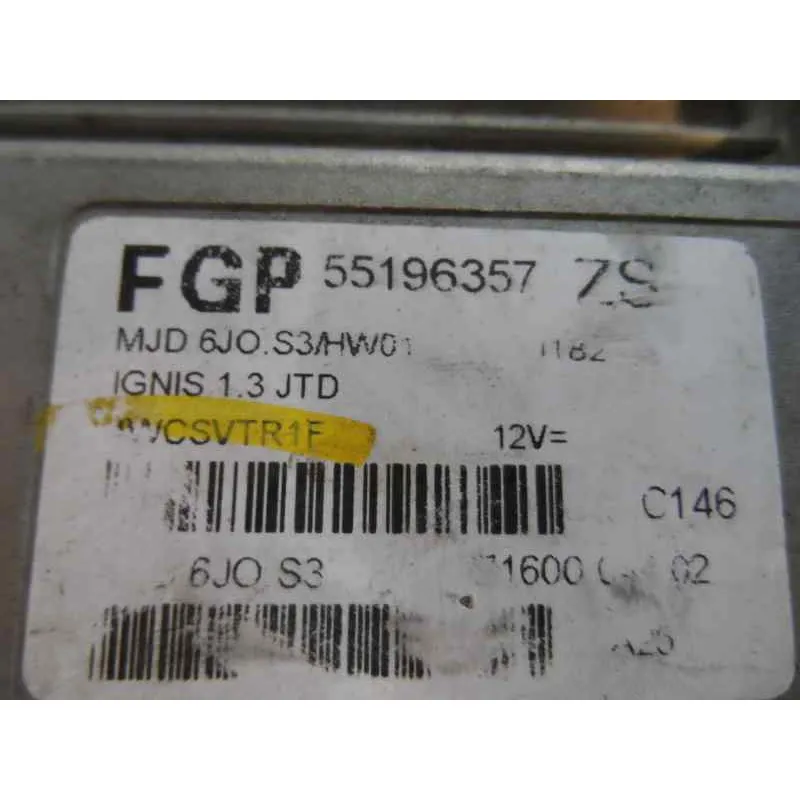 FGP 55196357 ZS
MJD 6JO.S3/HW01
IGNIS 1.3 JTD
12V=
C146
6JO S3